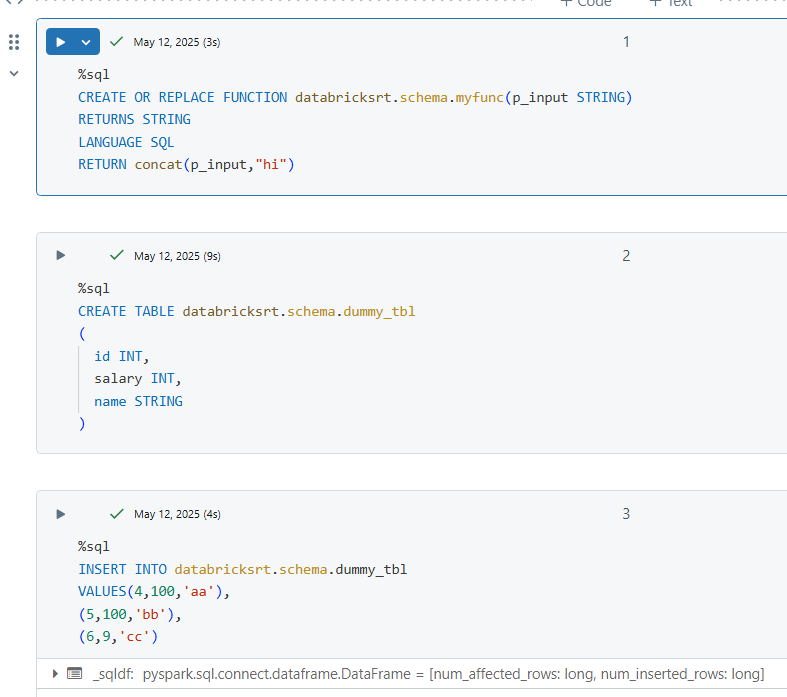 + Code + Text
May 12, 2025 (3s)
1
%sql
CREATE OR REPLACE FUNCTION databricksrt.schema.myfunc(p_input STRING)
RETURNS STRING
LANGUAGE SQL
RETURN concat(p_input,"hi")
May 12, 2025 (9s)
2
%sql
CREATE TABLE databricksrt.schema.dummy_tbl
(
id INT,
salary INT,
name STRING
)
May 12, 2025 (4s)
3
%sql
INSERT INTO databricksrt.schema.dummy_tbl
VALUES(4,100,'aa'),
(5,100,'bb'),
(6,9,'cc')
_sqldf: pyspark.sql.connect.dataframe.DataFrame = [num_affected_rows: long, num_inserted_rows: long]